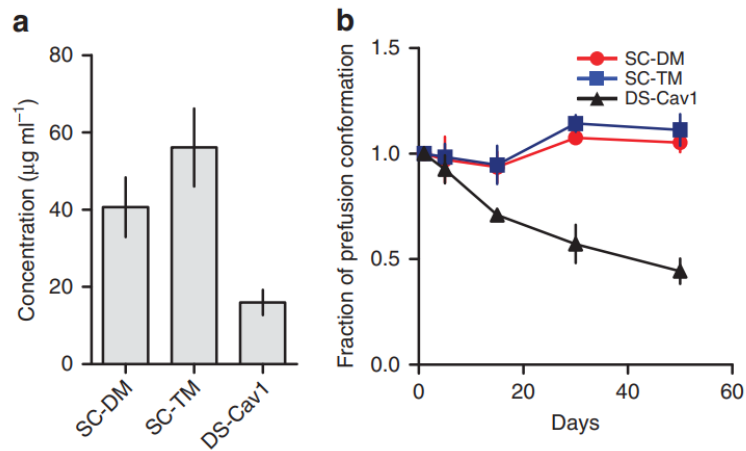 a
80
60
40
20
0
Concentration (µg ml⁻¹)
SC-DM
SC-TM
DS-Cav1
b
1.5
1.0
0.5
0.0
Fraction of prefusion conformation
SC-DM
SC-TM
DS-Cav1
0
20
40
60
Days